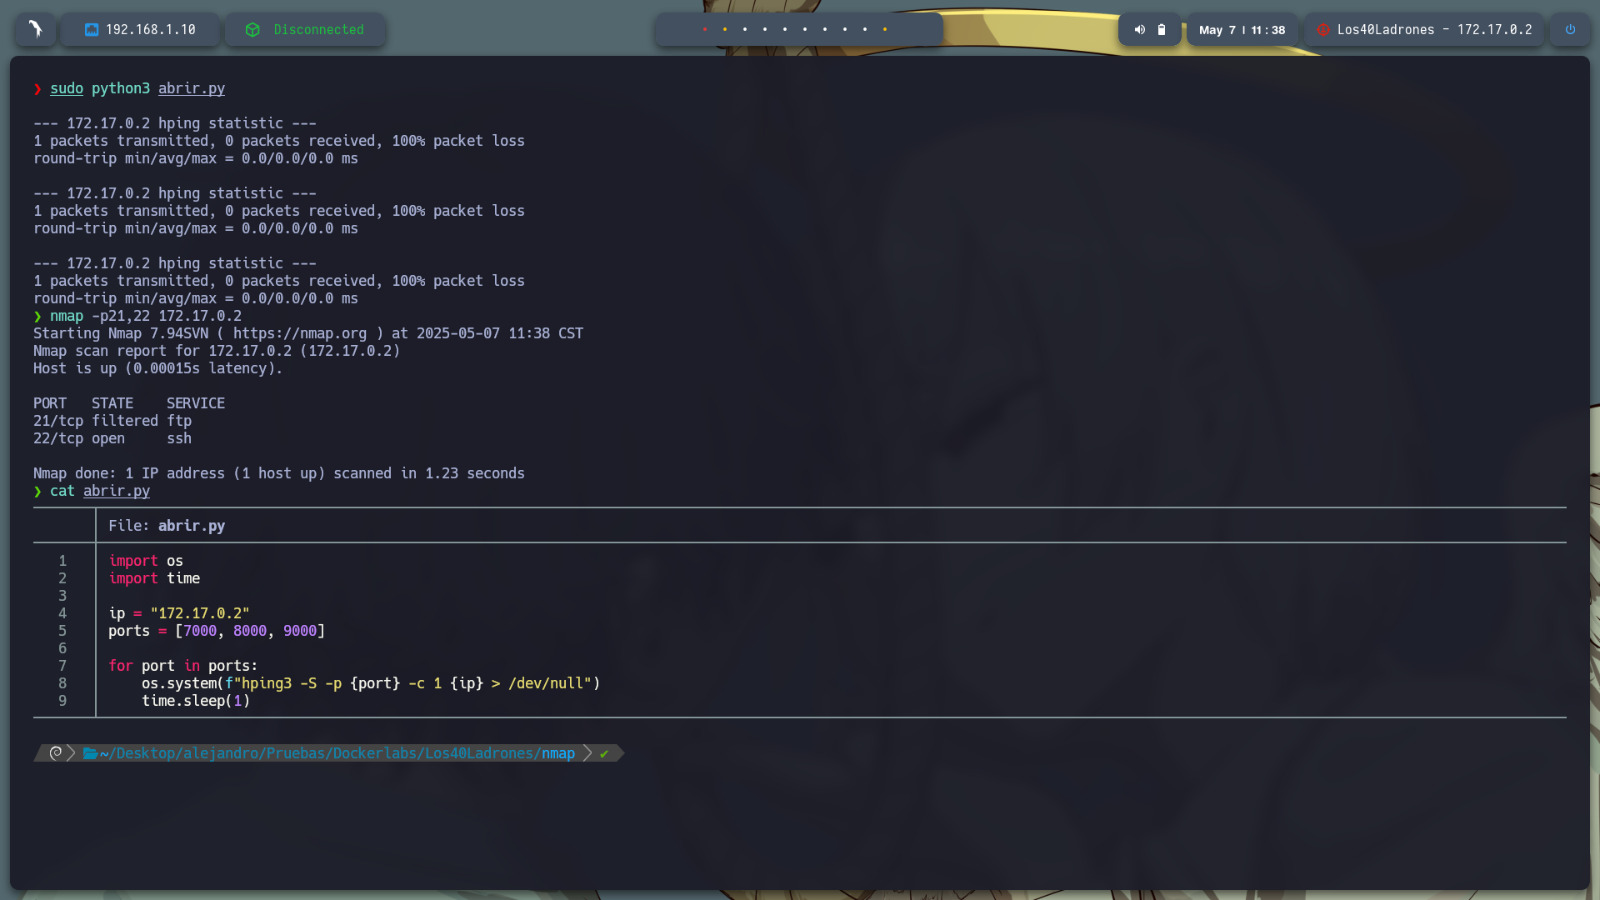 192.168.1.10
Disconnected
May 7 | 11:38
Los40Ladrones - 172.17.0.2
❯ sudo python3 abrir.py
--- 172.17.0.2 hping statistic ---
1 packets transmitted, 0 packets received, 100% packet loss
round-trip min/avg/max = 0.0/0.0/0.0 ms
--- 172.17.0.2 hping statistic ---
1 packets transmitted, 0 packets received, 100% packet loss
round-trip min/avg/max = 0.0/0.0/0.0 ms
--- 172.17.0.2 hping statistic ---
1 packets transmitted, 0 packets received, 100% packet loss
round-trip min/avg/max = 0.0/0.0/0.0 ms
❯ nmap -p21,22 172.17.0.2
Starting Nmap 7.94SVN ( https://nmap.org ) at 2025-05-07 11:38 CST
Nmap scan report for 172.17.0.2 (172.17.0.2)
Host is up (0.00015s latency).
PORT   STATE    SERVICE
21/tcp filtered ftp
22/tcp open     ssh
Nmap done: 1 IP address (1 host up) scanned in 1.23 seconds
❯ cat abrir.py
File: abrir.py
1 import os
2 import time
3
4 ip = "172.17.0.2"
5 ports = [7000, 8000, 9000]
6
7 for port in ports:
8     os.system(f"hping3 -S -p {port} -c 1 {ip} > /dev/null")
9     time.sleep(1)
~/Desktop/alejandro/Pruebas/Dockerlabs/Los40Ladrones/nmap ✔